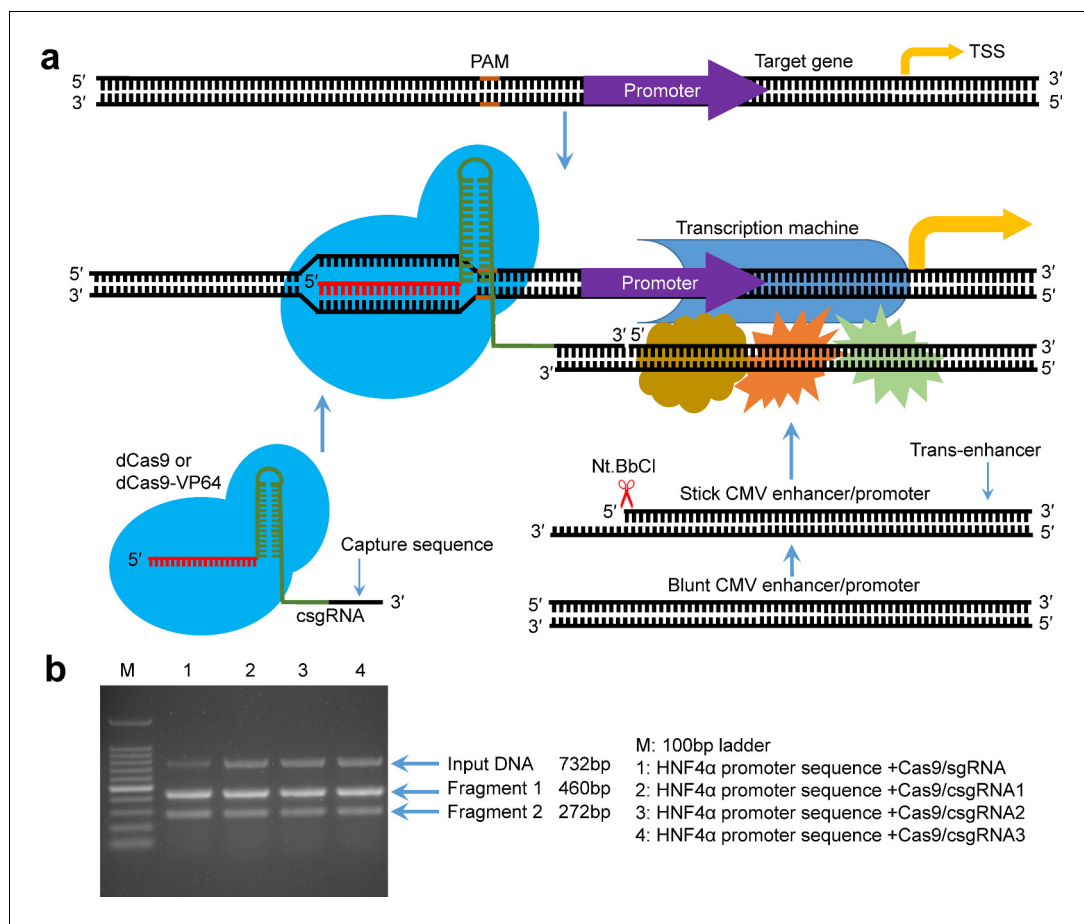 a
PAM
Target gene
TSS
5′
3′
3′
5′
Promoter
Transcription machine
5′
3′
5′
3′
5′
Promoter
3′ 5′
3′
3′
5′
dCas9 or
dCas9-VP64
5′
Capture sequence
csgRNA
3′
Trans-enhancer
Nt.BbCl
Stick CMV enhancer/promoter
5′
3′
3′
5′
Blunt CMV enhancer/promoter
5′
3′
3′
5′
b
M 1 2 3 4
Input DNA 732bp
Fragment 1 460bp
Fragment 2 272bp
M: 100bp ladder
1: HNF4α promoter sequence +Cas9/sgRNA
2: HNF4α promoter sequence +Cas9/csgRNA1
3: HNF4α promoter sequence +Cas9/csgRNA2
4: HNF4α promoter sequence +Cas9/csgRNA3